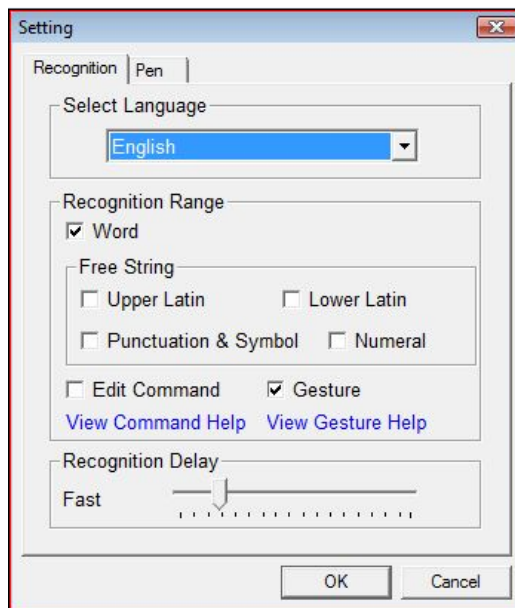 Setting
Recognition Pen
Select Language
English
Recognition Range
Word
Free String
Upper Latin Lower Latin
Punctuation & Symbol Numeral
Edit Command Gesture
View Command Help View Gesture Help
Recognition Delay
Fast
OK Cancel